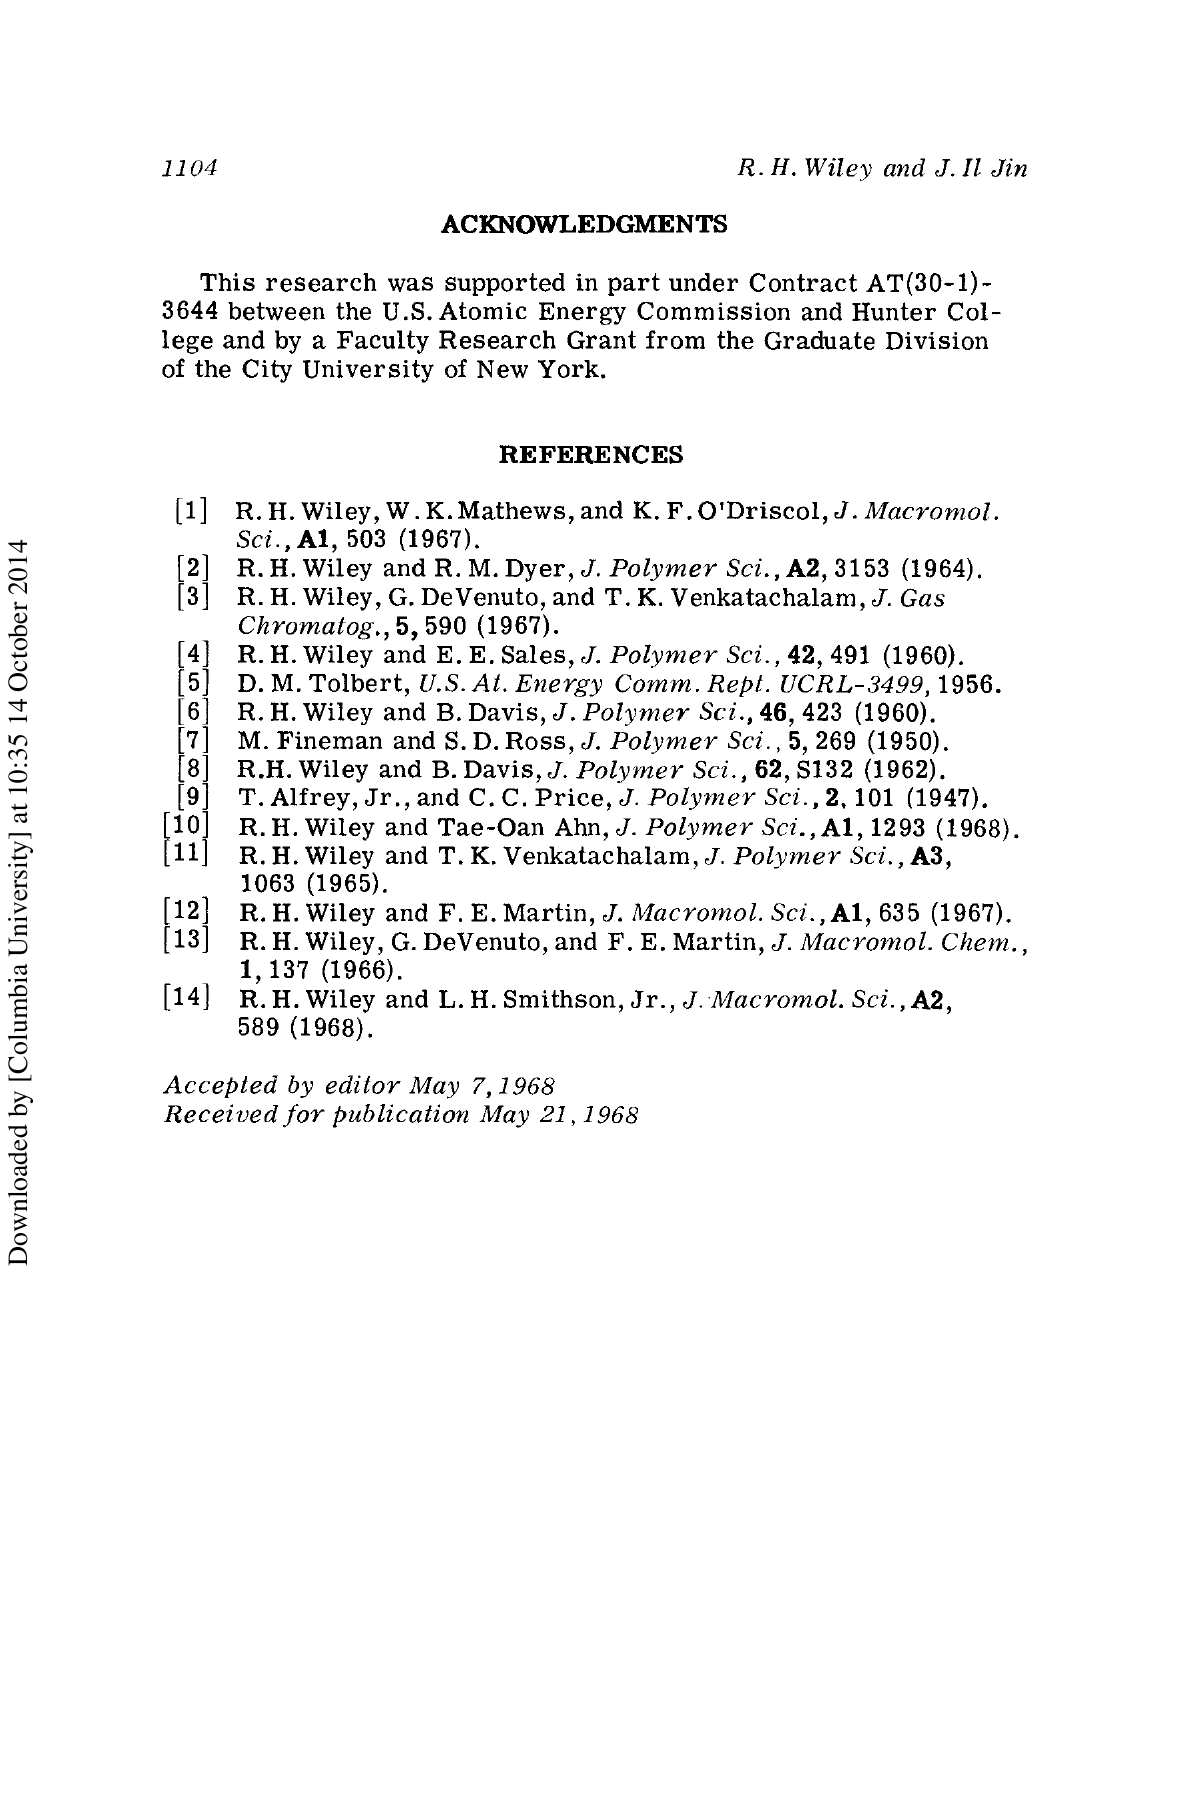 1104 R. H. Wiley and J. Il Jin
ACKNOWLEDGMENTS
This research was supported in part under Contract AT(30-1)-
3644 between the U.S. Atomic Energy Commission and Hunter Col-
lege and by a Faculty Research Grant from the Graduate Division
of the City University of New York.
REFERENCES
[1] R. H. Wiley, W. K. Mathews, and K. F. O'Driscol, J. Macromol.
Sci., A1, 503 (1967).
[2] R. H. Wiley and R. M. Dyer, J. Polymer Sci., A2, 3153 (1964).
[3] R. H. Wiley, G. DeVenuto, and T. K. Venkatachalam, J. Gas
Chromatog., 5, 590 (1967).
[4] R. H. Wiley and E. E. Sales, J. Polymer Sci., 42, 491 (1960).
[5] D. M. Tolbert, U.S. At. Energy Comm. Rept. UCRL-3499, 1956.
[6] R. H. Wiley and B. Davis, J. Polymer Sci., 46, 423 (1960).
[7] M. Fineman and S. D. Ross, J. Polymer Sci., 5, 269 (1950).
[8] R.H. Wiley and B. Davis, J. Polymer Sci., 62, S132 (1962).
[9] T. Alfrey, Jr., and C. C. Price, J. Polymer Sci., 2, 101 (1947).
[10] R. H. Wiley and Tae-Oan Ahn, J. Polymer Sci., A1, 1293 (1968).
[11] R. H. Wiley and T. K. Venkatachalam, J. Polymer Sci., A3,
1063 (1965).
[12] R. H. Wiley and F. E. Martin, J. Macromol. Sci., A1, 635 (1967).
[13] R. H. Wiley, G. DeVenuto, and F. E. Martin, J. Macromol. Chem.,
1, 137 (1966).
[14] R. H. Wiley and L. H. Smithson, Jr., J. Macromol. Sci., A2,
589 (1968).
Accepted by editor May 7, 1968
Received for publication May 21, 1968
Downloaded by [Columbia University] at 10:35 14 October 2014